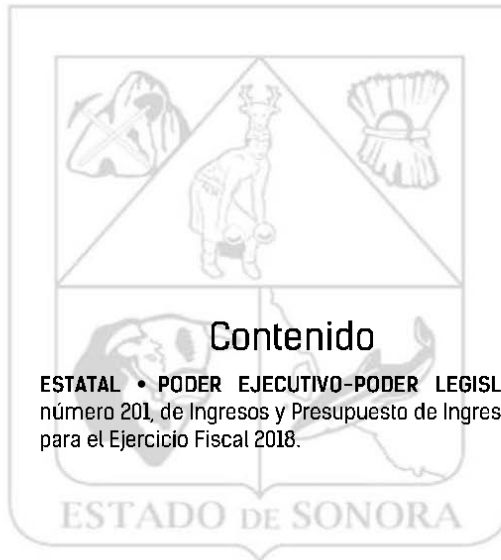 Contenido
ESTATAL • PODER EJECUTIVO-PODER LEGISL
número 201, de Ingresos y Presupuesto de Ingres
para el Ejercicio Fiscal 2018.
ESTADO DE SONORA